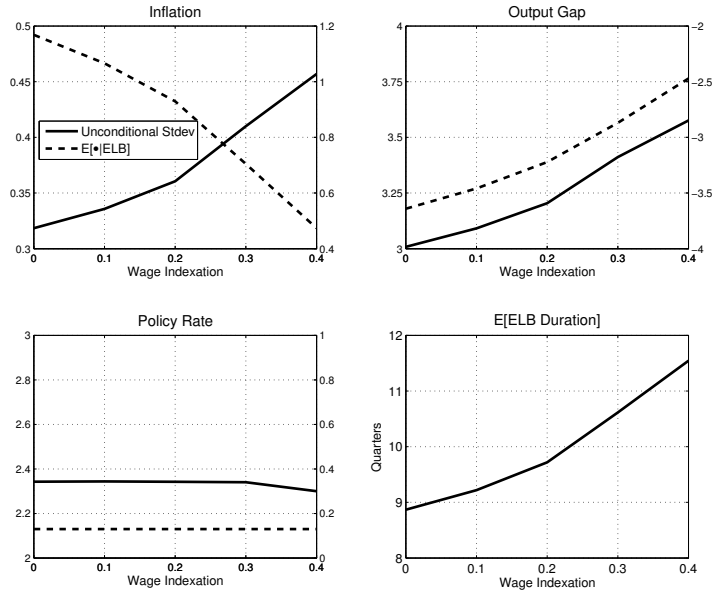 Inflation
0.5
0.45
0.4
0.35
0.3
1.2
1
0.8
0.6
0.4
Unconditional Stdev
E[•|ELB]
0 0.1 0.2 0.3 0.4
Wage Indexation
Output Gap
4
3.75
3.5
3.25
3
−2
−2.5
−3
−3.5
−4
0 0.1 0.2 0.3 0.4
Wage Indexation
Policy Rate
3
2.8
2.6
2.4
2.2
2
1
0.8
0.6
0.4
0.2
0
0 0.1 0.2 0.3 0.4
Wage Indexation
E[ELB Duration]
Quarters
12
11
10
9
8
0 0.1 0.2 0.3 0.4
Wage Indexation